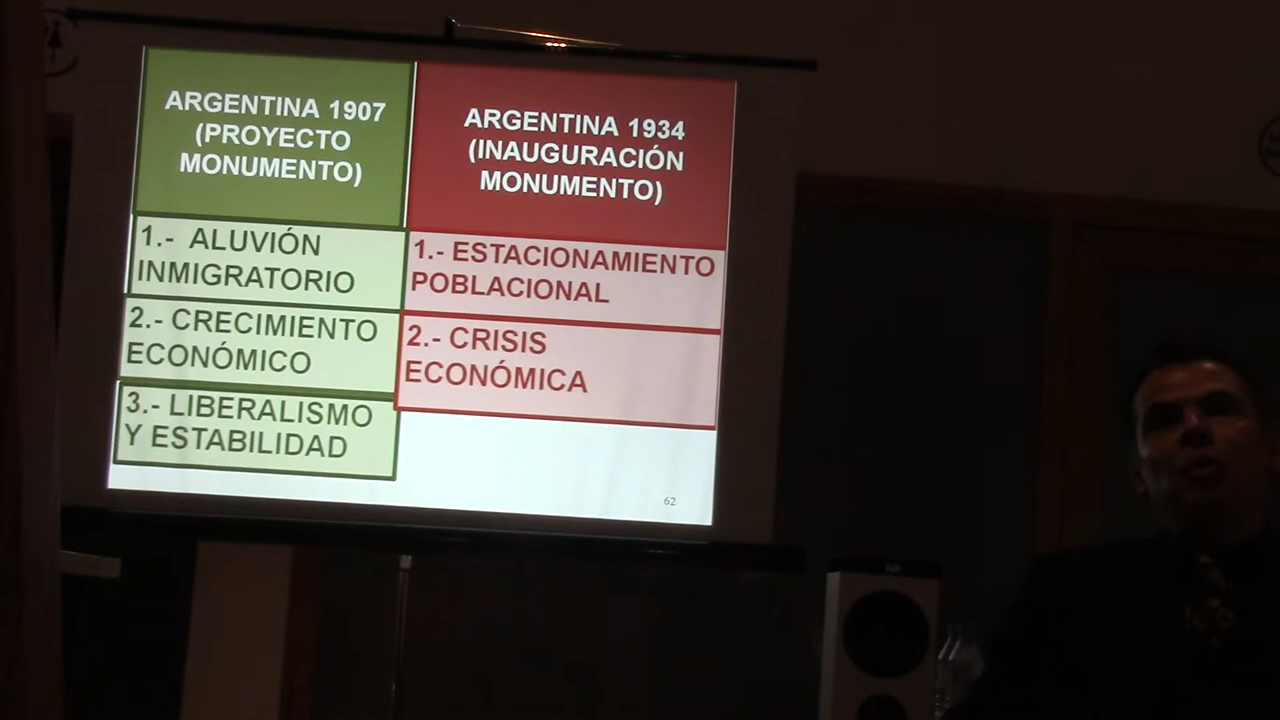 ARGENTINA 1907
(PROYECTO
MONUMENTO)
1.- ALUVIÓN
INMIGRATORIO
2.- CRECIMIENTO
ECONÓMICO
3.- LIBERALISMO
Y ESTABILIDAD
ARGENTINA 1934
(INAUGURACIÓN
MONUMENTO)
1.- ESTACIONAMIENTO
POBLACIONAL
2.- CRISIS
ECONÓMICA
62